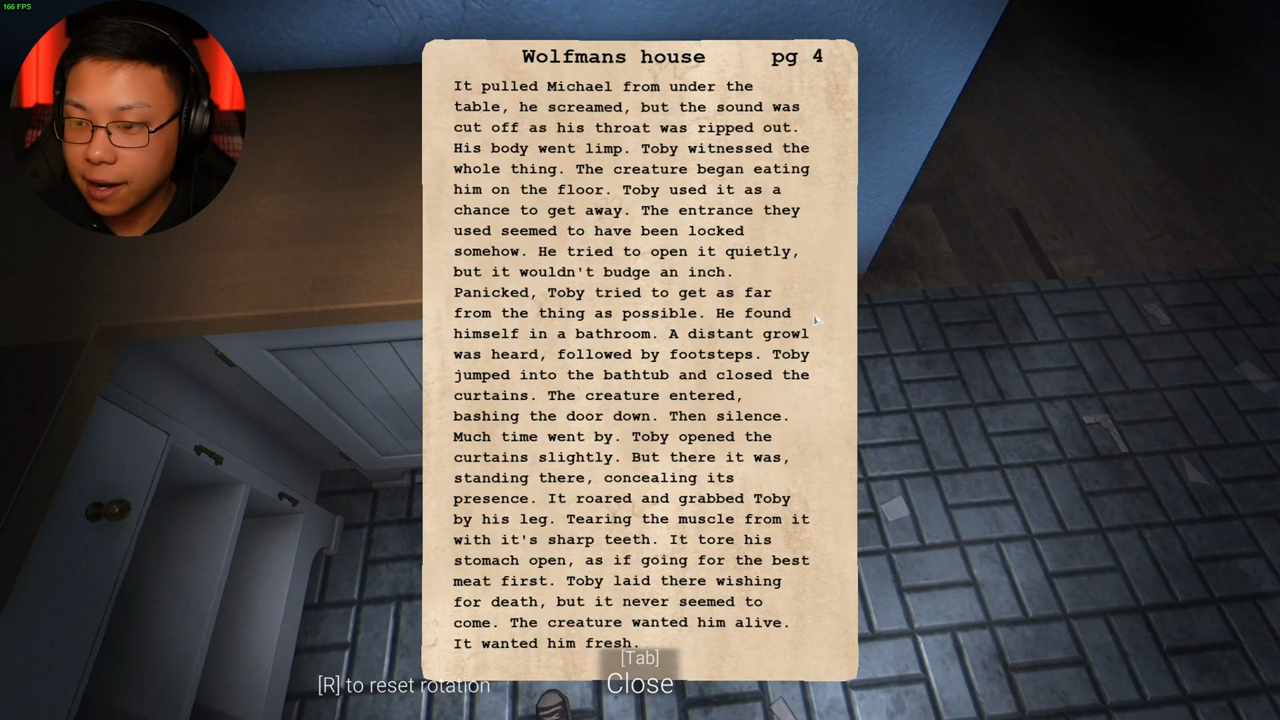 166 FPS
Wolfmans house pg 4
It pulled Michael from under the
table, he screamed, but the sound was
cut off as his throat was ripped out.
His body went limp. Toby witnessed the
whole thing. The creature began eating
him on the floor. Toby used it as a
chance to get away. The entrance they
used seemed to have been locked
somehow. He tried to open it quietly,
but it wouldn't budge an inch.
Panicked, Toby tried to get as far
from the thing as possible. He found
himself in a bathroom. A distant growl
was heard, followed by footsteps. Toby
jumped into the bathtub and closed the
curtains. The creature entered,
bashing the door down. Then silence.
Much time went by. Toby opened the
curtains slightly. But there it was,
standing there, concealing its
presence. It roared and grabbed Toby
by his leg. Tearing the muscle from it
with it's sharp teeth. It tore his
stomach open, as if going for the best
meat first. Toby laid there wishing
for death, but it never seemed to
come. The creature wanted him alive.
It wanted him fresh.
[Tab]
Close
[R] to reset rotation